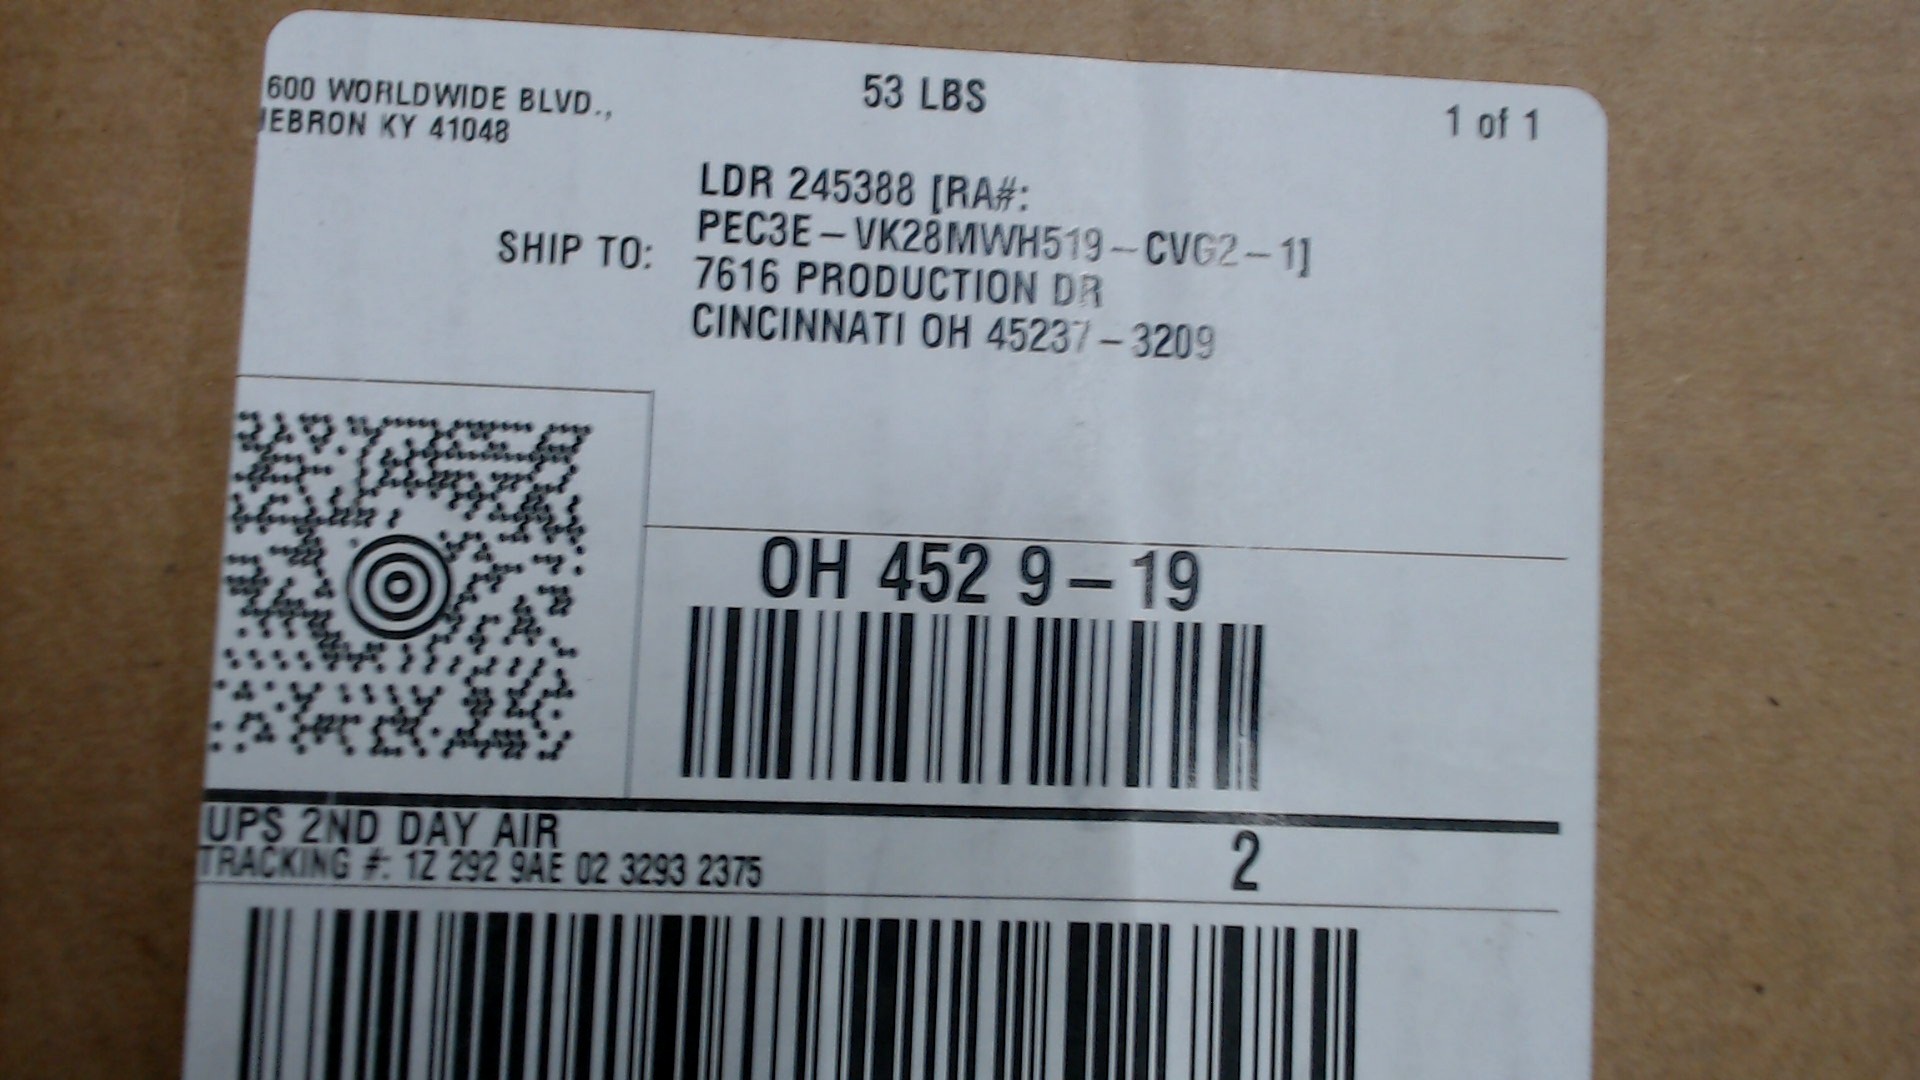 600 WORLDWIDE BLVD.,
HEBRON KY 41048
53 LBS
1 of 1
SHIP TO:
LDR 245388 [RA#:
PEC3E-VK28MWH519-CVG2-1]
7616 PRODUCTION DR
CINCINNATI OH 45237-3209
OH 452 9-19
UPS 2ND DAY AIR
TRACKING #: 1Z 292 9AE 02 3293 2375
2